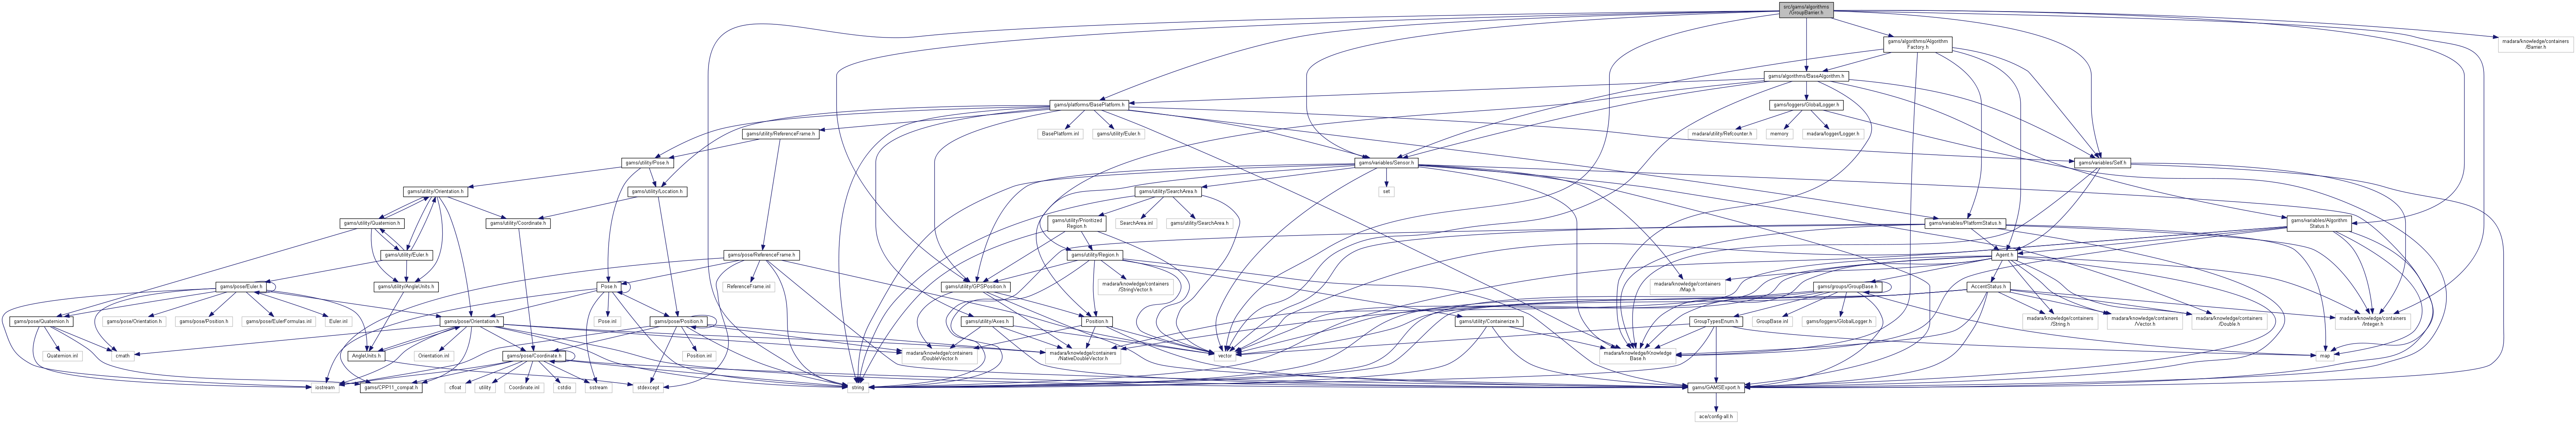 src/gams/algorithms
/GroupBarrier.h
gams/algorithms/Algorithm
Factory.h
madara/knowledge/containers
/Barrier.h
gams/algorithms/BaseAlgorithm.h
gams/platforms/BasePlatform.h
gams/loggers/GlobalLogger.h
gams/utility/ReferenceFrame.h
BasePlatform.inl
gams/utility/Euler.h
madara/utility/Refcounter.h
memory
madara/logger/Logger.h
gams/utility/Pose.h
gams/variables/Sensor.h
gams/variables/Self.h
gams/utility/Orientation.h
gams/utility/Location.h
gams/utility/SearchArea.h
set
gams/utility/Quaternion.h
gams/utility/Coordinate.h
gams/utility/Prioritized
Region.h
SearchArea.inl
gams/utility/SearchArea.h
gams/variables/PlatformStatus.h
gams/variables/Algorithm
Status.h
gams/utility/Euler.h
gams/pose/ReferenceFrame.h
gams/utility/Region.h
Agent.h
gams/pose/Euler.h
gams/utility/AngleUnits.h
ReferenceFrame.inl
Pose.h
gams/utility/GPSPosition.h
madara/knowledge/containers
/StringVector.h
madara/knowledge/containers
/Map.h
gams/groups/GroupBase.h
AccentStatus.h
gams/pose/Quaternion.h
gams/pose/Orientation.h
gams/pose/Position.h
gams/pose/EulerFormulas.inl
Euler.inl
gams/pose/Orientation.h
Pose.inl
gams/pose/Position.h
gams/utility/Axes.h
Position.h
gams/utility/Containerize.h
GroupTypesEnum.h
GroupBase.inl
gams/loggers/GlobalLogger.h
madara/knowledge/containers
/String.h
madara/knowledge/containers
/Vector.h
madara/knowledge/containers
/Double.h
madara/knowledge/containers
/Integer.h
Quaternion.inl
cmath
AngleUnits.h
Orientation.inl
gams/pose/Coordinate.h
Position.inl
madara/knowledge/containers
/DoubleVector.h
madara/knowledge/containers
/NativeDoubleVector.h
vector
madara/knowledge/Knowledge
Base.h
map
iostream
gams/CPP11_compat.h
cfloat
utility
Coordinate.inl
cstdio
sstream
stdexcept
string
gams/GAMSExport.h
ace/config-all.h